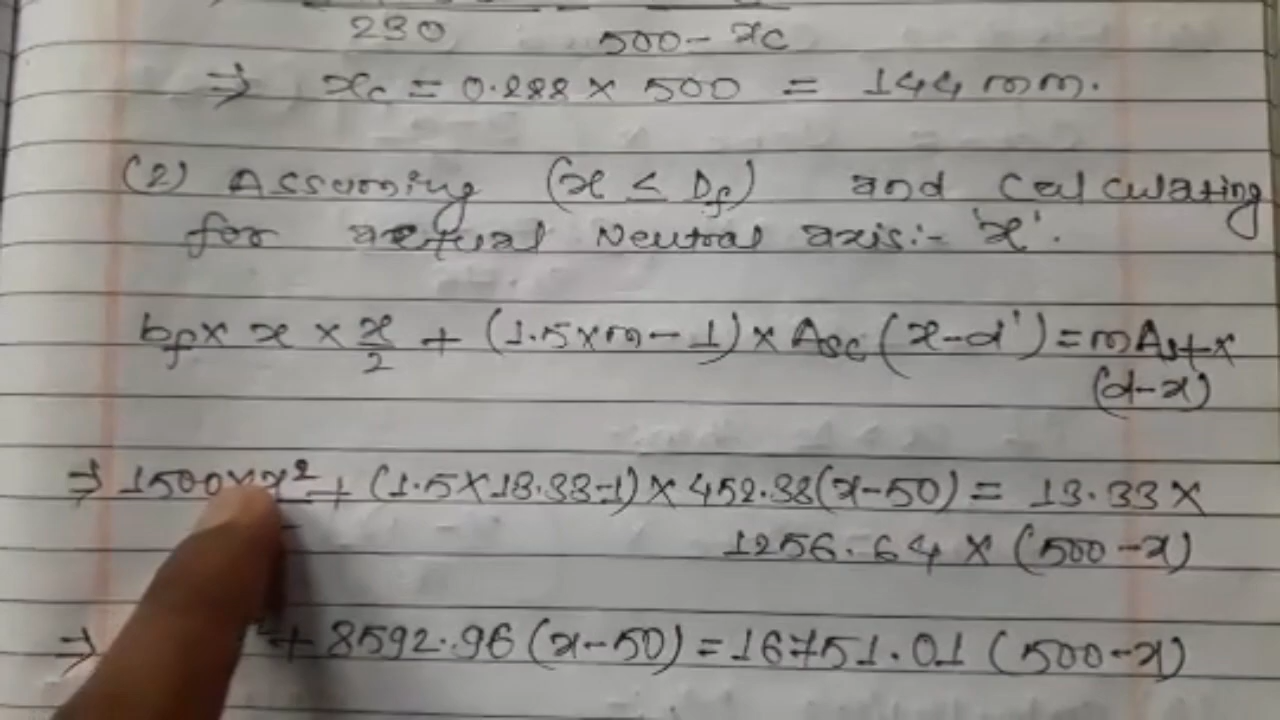 230 500-xc
⇒ xc = 0.288 × 500 = 144 mm.
(2) Assuming (x ≤ Df) and Calculating
for actual Neutral axis:- 'x'.
bf × x × x/2 + (1.5×m-1) × Asc (x-d') = mAst ×
(d-x)
⇒ 1500×x² + (1.5×13.33-1) × 452.38(x-50) = 13.33 ×
1256.64 × (500-x)
⇒ + 8592.96 (x-50) = 16751.01 (500-x)